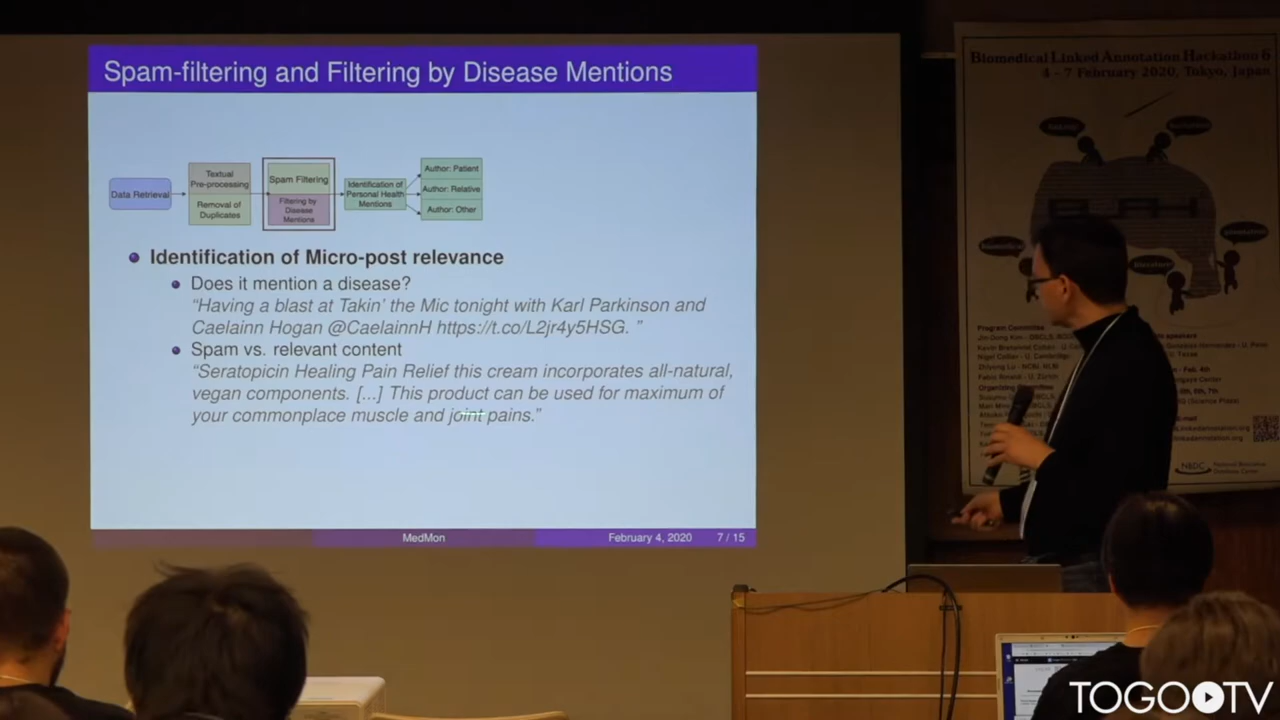 Spam-filtering and Filtering by Disease Mentions
Data Retrieval
Textual
Pre-processing
Removal of
Duplicates
Spam Filtering
Filtering by
Disease
Mentions
Identification of
Personal Health
Mentions
Author: Patient
Author: Relative
Author: Other
Identification of Micro-post relevance
Does it mention a disease?
“Having a blast at Takin’ the Mic tonight with Karl Parkinson and
Caelainn Hogan @CaelainnH https://t.co/L2jr4y5HSG. ”
Spam vs. relevant content
“Seratopicin Healing Pain Relief this cream incorporates all-natural,
vegan components. [...] This product can be used for maximum of
your commonplace muscle and joint pains.”
MedMon
February 4, 2020
7 / 15
Biomedical Linked Annotation Hackathon 6
3 - 7 February 2020, Tokyo, Japan
Program Committee
Organizing
NBDC
TOGO TV